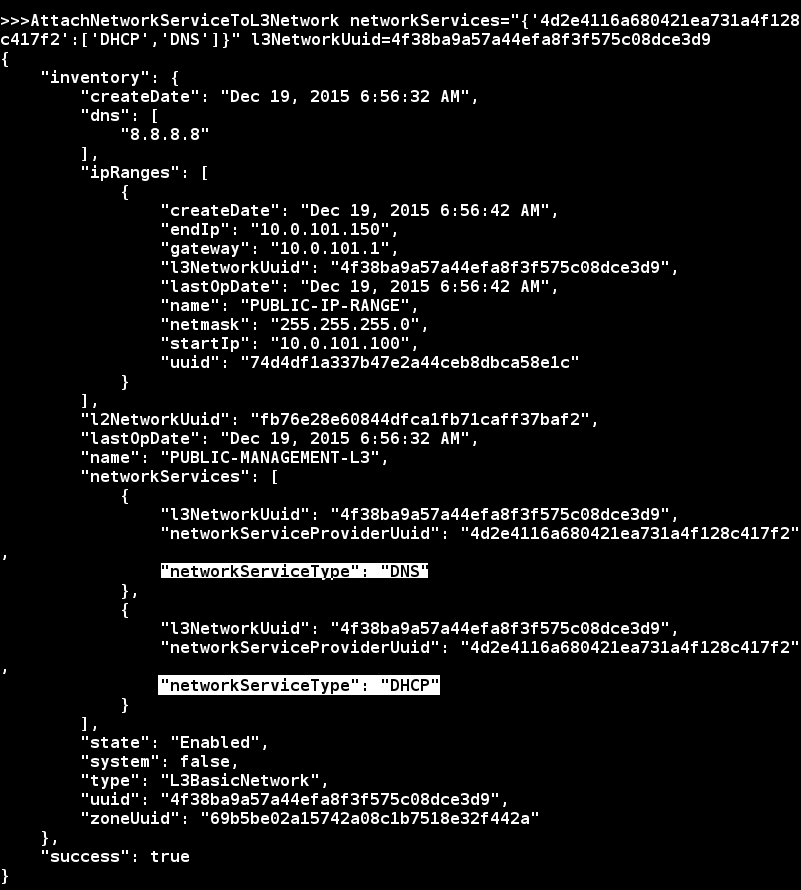 >>>AttachNetworkServiceToL3Network networkServices="{'4d2e4116a680421ea731a4f128
c417f2':['DHCP','DNS']}" l3NetworkUuid=4f38ba9a57a44efa8f3f575c08dce3d9
{
    "inventory": {
        "createDate": "Dec 19, 2015 6:56:32 AM",
        "dns": [
            "8.8.8.8"
        ],
        "ipRanges": [
            {
                "createDate": "Dec 19, 2015 6:56:42 AM",
                "endIp": "10.0.101.150",
                "gateway": "10.0.101.1",
                "l3NetworkUuid": "4f38ba9a57a44efa8f3f575c08dce3d9",
                "lastOpDate": "Dec 19, 2015 6:56:42 AM",
                "name": "PUBLIC-IP-RANGE",
                "netmask": "255.255.255.0",
                "startIp": "10.0.101.100",
                "uuid": "74d4df1a337b47e2a44ceb8dbca58e1c"
            }
        ],
        "l2NetworkUuid": "fb76e28e60844dfca1fb71caff37baf2",
        "lastOpDate": "Dec 19, 2015 6:56:32 AM",
        "name": "PUBLIC-MANAGEMENT-L3",
        "networkServices": [
            {
                "l3NetworkUuid": "4f38ba9a57a44efa8f3f575c08dce3d9",
                "networkServiceProviderUuid": "4d2e4116a680421ea731a4f128c417f2"
,
                "networkServiceType": "DNS"
            },
            {
                "l3NetworkUuid": "4f38ba9a57a44efa8f3f575c08dce3d9",
                "networkServiceProviderUuid": "4d2e4116a680421ea731a4f128c417f2"
,
                "networkServiceType": "DHCP"
            }
        ],
        "state": "Enabled",
        "system": false,
        "type": "L3BasicNetwork",
        "uuid": "4f38ba9a57a44efa8f3f575c08dce3d9",
        "zoneUuid": "69b5be02a15742a08c1b7518e32f442a"
    },
    "success": true
}